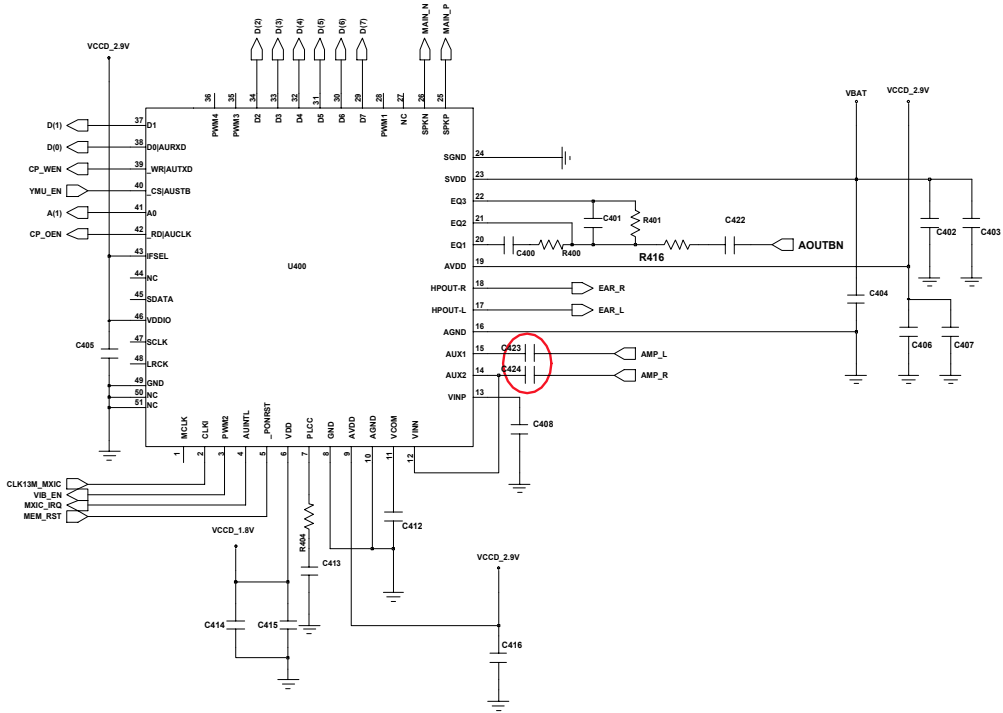 D(2)
D(3)
D(4)
D(5)
D(6)
D(7)
MAIN_N
MAIN_P
VCCD_2.9V
VBAT
VCCD_2.9V
36
35
34
33
32
31
30
29
28
27
26
25
PWM4
PWM3
D2
D3
D4
D5
D6
D7
PWM1
NC
SPKN
SPKP
D(1)
37
D1
D(0)
38
D0|AURXD
CP_WEN
39
_WR|AUTXD
YMU_EN
40
_CS|AUSTB
A(1)
41
A0
CP_OEN
42
_RD|AUCLK
43
IFSEL
44
NC
45
SDATA
46
VDDIO
47
SCLK
48
LRCK
49
GND
50
NC
51
NC
C405
U400
SGND
24
SVDD
23
EQ3
22
EQ2
21
EQ1
20
AVDD
19
HPOUT-R
18
EAR_R
HPOUT-L
17
EAR_L
AGND
16
AUX1
15
C423
AMP_L
AUX2
14
C424
AMP_R
VINP
13
C401
R401
C422
C400
R400
R416
AOUTBN
C402
C403
C404
C406
C407
C408
MCLK
CLKI
PWM2
AUINTL
_PONRST
VDD
PLCC
GND
AVDD
AGND
VCOM
VINN
1
2
3
4
5
6
7
8
9
10
11
12
CLK13M_MXIC
VIB_EN
MXIC_IRQ
MEM_RST
VCCD_1.8V
R404
C413
C412
C414
C415
VCCD_2.9V
C416